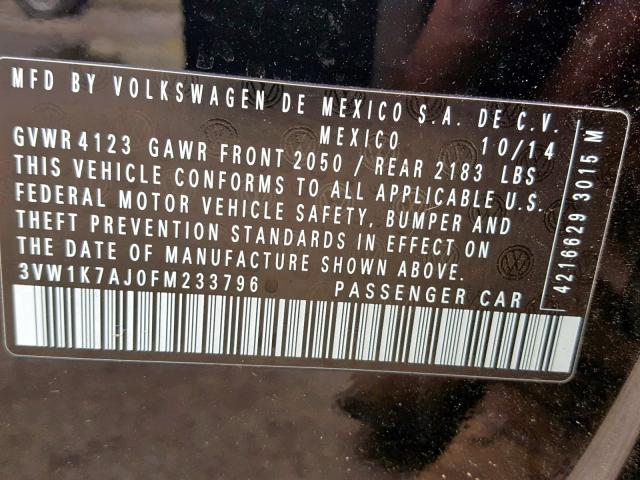 MFD BY VOLKSWAGEN DE MEXICO S.A. DE C.V.
MEXICO 10/14
GVWR 4123 GAWR FRONT 2050 / REAR 2183 LBS
THIS VEHICLE CONFORMS TO ALL APPLICABLE U.S.
FEDERAL MOTOR VEHICLE SAFETY, BUMPER AND
THEFT PREVENTION STANDARDS IN EFFECT ON
THE DATE OF MANUFACTURE SHOWN ABOVE.
3VW1K7AJ0FM233796 PASSENGER CAR
4216629 3015 M